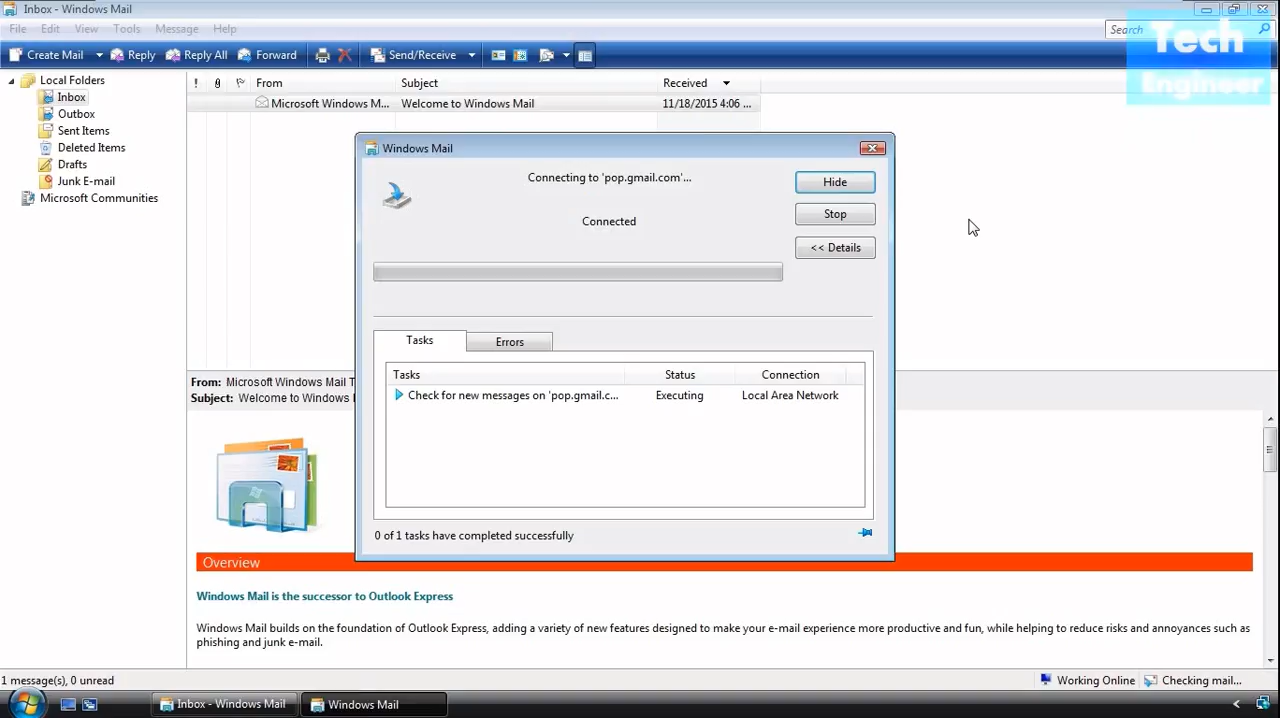 Inbox - Windows Mail
File Edit View Tools Message Help
Search
Tech
Engineer
Create Mail Reply Reply All Forward Send/Receive
Local Folders
Inbox
Outbox
Sent Items
Deleted Items
Drafts
Junk E-mail
Microsoft Communities
! From Subject Received
Microsoft Windows M... Welcome to Windows Mail 11/18/2015 4:06 ...
Windows Mail
Connecting to 'pop.gmail.com'...
Connected
Hide
Stop
<< Details
Tasks Errors
Tasks Status Connection
Check for new messages on 'pop.gmail.c... Executing Local Area Network
0 of 1 tasks have completed successfully
From: Microsoft Windows Mail T
Subject: Welcome to Windows
Overview
Windows Mail is the successor to Outlook Express
Windows Mail builds on the foundation of Outlook Express, adding a variety of new features designed to make your e-mail experience more productive and fun, while helping to reduce risks and annoyances such as
phishing and junk e-mail.
1 message(s), 0 unread
Working Online Checking mail...
Inbox - Windows Mail Windows Mail